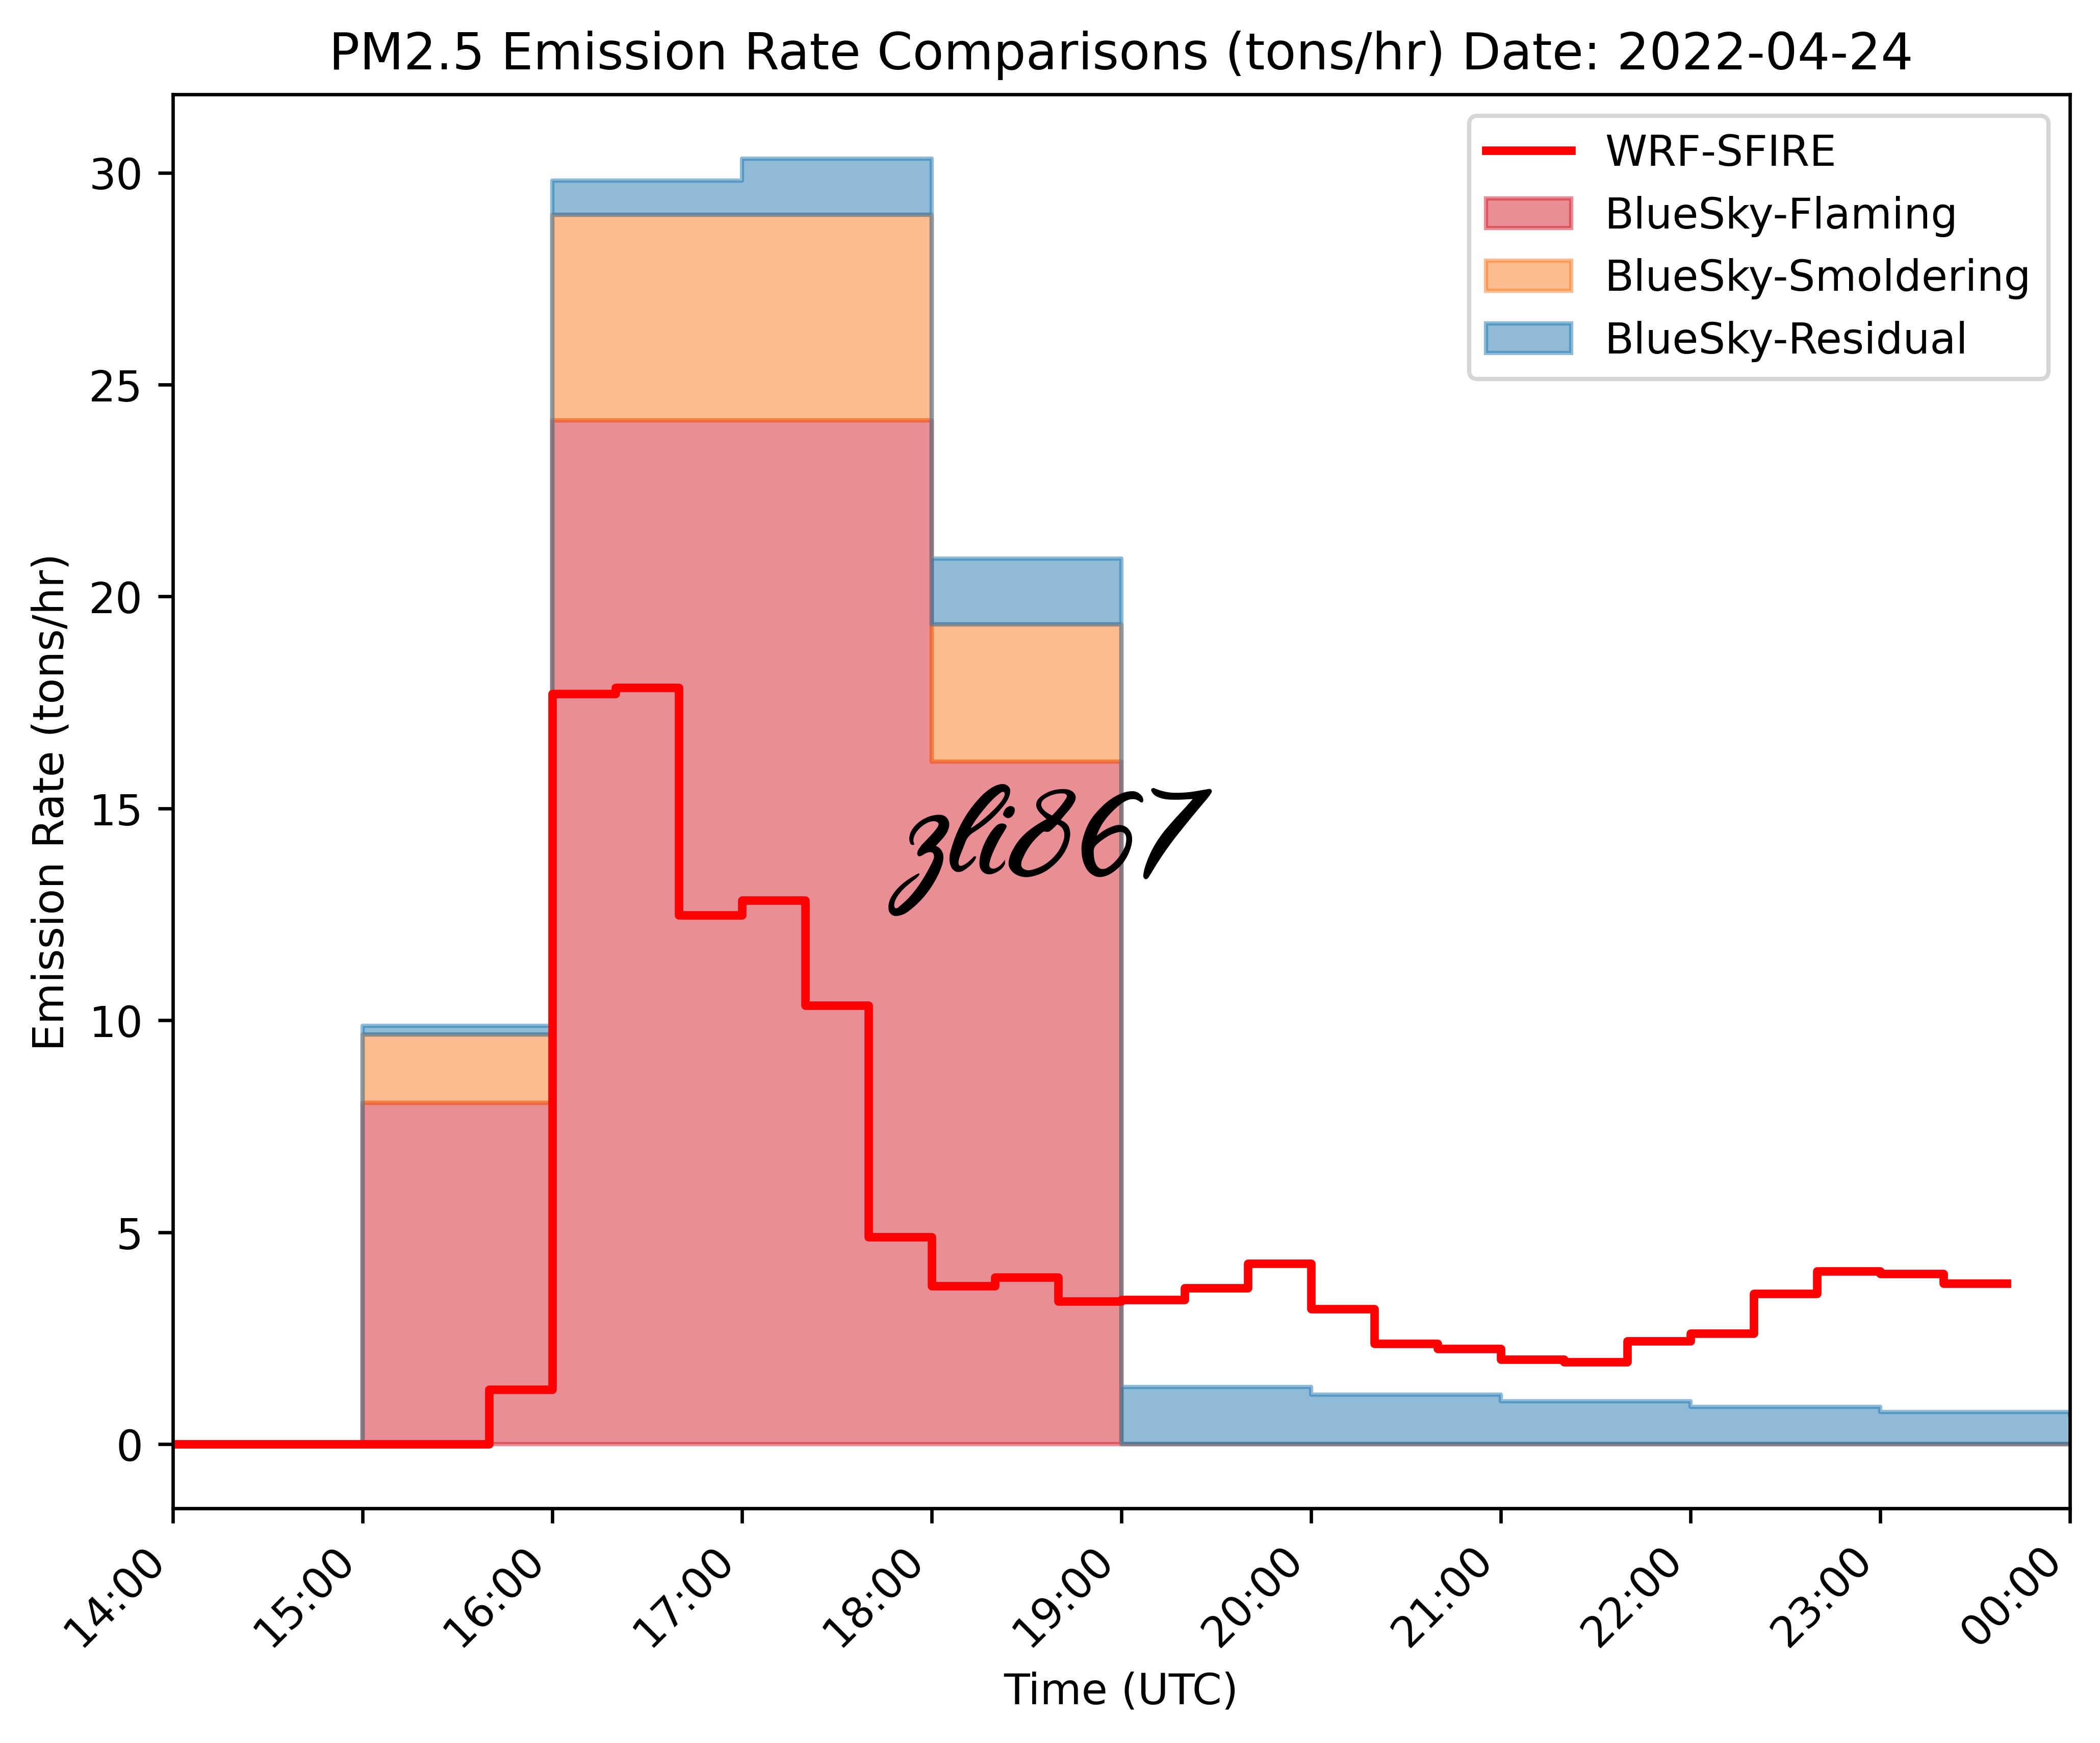 PM2.5 Emission Rate Comparisons (tons/hr) Date: 2022-04-24
WRF-SFIRE
BlueSky-Flaming
BlueSky-Smoldering
BlueSky-Residual
Emission Rate (tons/hr)
30
25
20
15
10
5
0
zli867
14:00
15:00
16:00
17:00
18:00
19:00
20:00
21:00
22:00
23:00
00:00
Time (UTC)